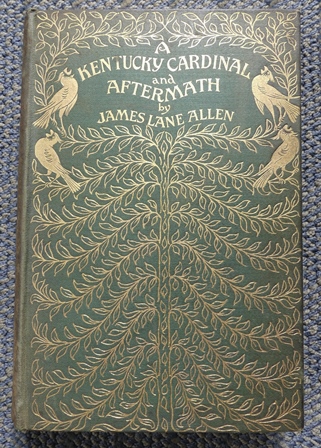 A
KENTUCKY CARDINAL
and
AFTERMATH
by
JAMES LANE ALLEN